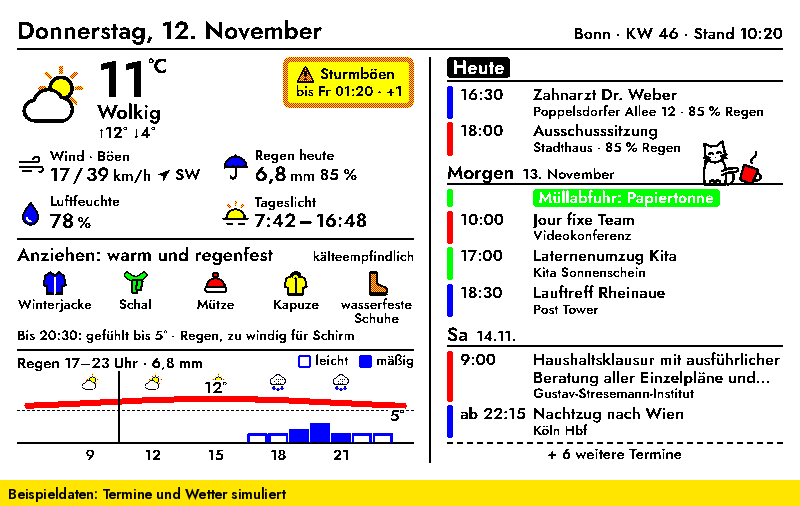 Donnerstag, 12. November
Bonn · KW 46 · Stand 10:20
11 °C
Wolkig
↑12° ↓4°
Sturmböen
bis Fr 01:20 · +1
Wind · Böen
17 / 39 km/h SW
Regen heute
6,8 mm 85 %
Luftfeuchte
78 %
Tageslicht
7:42 – 16:48
Anziehen: warm und regenfest
kälteempfindlich
Winterjacke
Schal
Mütze
Kapuze
wasserfeste
Schuhe
Bis 20:30: gefühlt bis 5° · Regen, zu windig für Schirm
Regen 17–23 Uhr · 6,8 mm
leicht
mäßig
12°
5°
9 12 15 18 21
Heute
16:30 Zahnarzt Dr. Weber
Poppelsdorfer Allee 12 · 85 % Regen
18:00 Ausschusssitzung
Stadthaus · 85 % Regen
Morgen 13. November
Müllabfuhr: Papiertonne
10:00 Jour fixe Team
Videokonferenz
17:00 Laternenumzug Kita
Kita Sonnenschein
18:30 Lauftreff Rheinaue
Post Tower
Sa 14.11.
9:00 Haushaltsklausur mit ausführlicher
Beratung aller Einzelpläne und...
Gustav-Stresemann-Institut
ab 22:15 Nachtzug nach Wien
Köln Hbf
+ 6 weitere Termine
Beispieldaten: Termine und Wetter simuliert